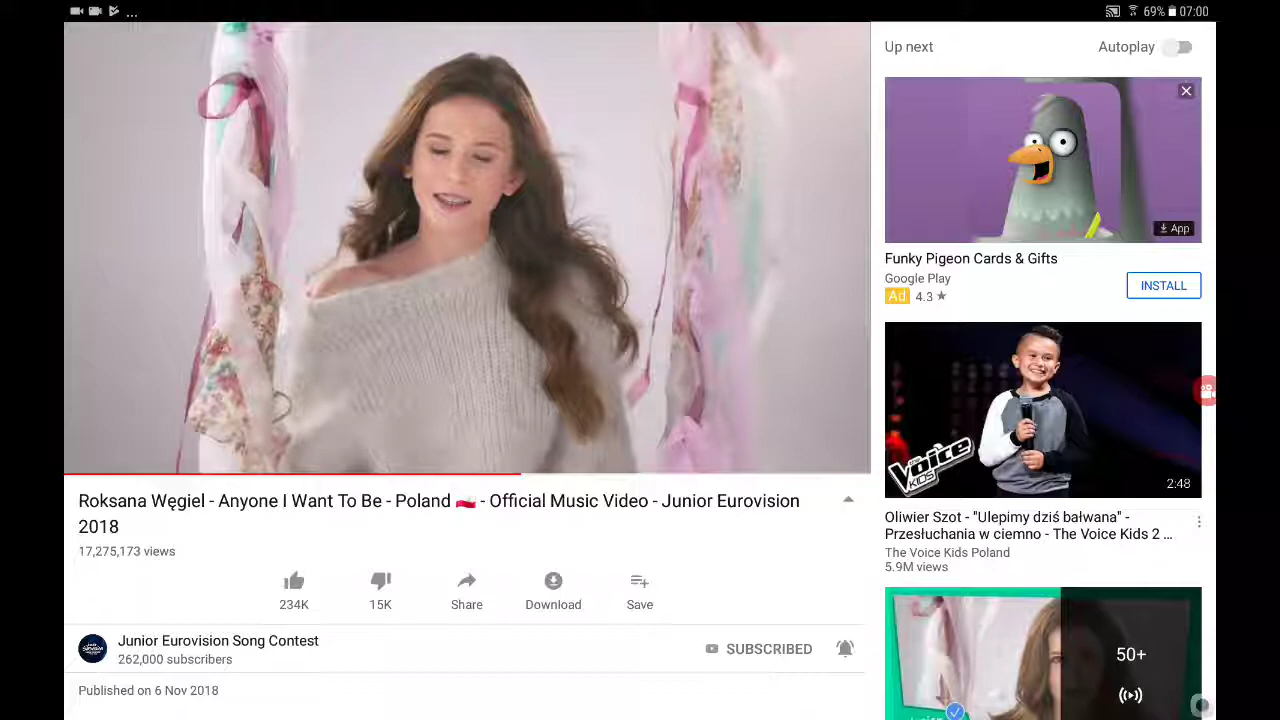 ...
69% 07:00
Roksana Węgiel - Anyone I Want To Be - Poland 🇵🇱 - Official Music Video - Junior Eurovision
2018
17,275,173 views
234K
15K
Share
Download
Save
Junior Eurovision Song Contest
262,000 subscribers
SUBSCRIBED
Published on 6 Nov 2018
Up next
Autoplay
App
Funky Pigeon Cards & Gifts
Google Play
Ad 4.3 ★
INSTALL
The
Voice
KIDS
2:48
Oliwier Szot - "Ulepimy dziś bałwana" -
Przesłuchania w ciemno - The Voice Kids 2 ...
The Voice Kids Poland
5.9M views
50+